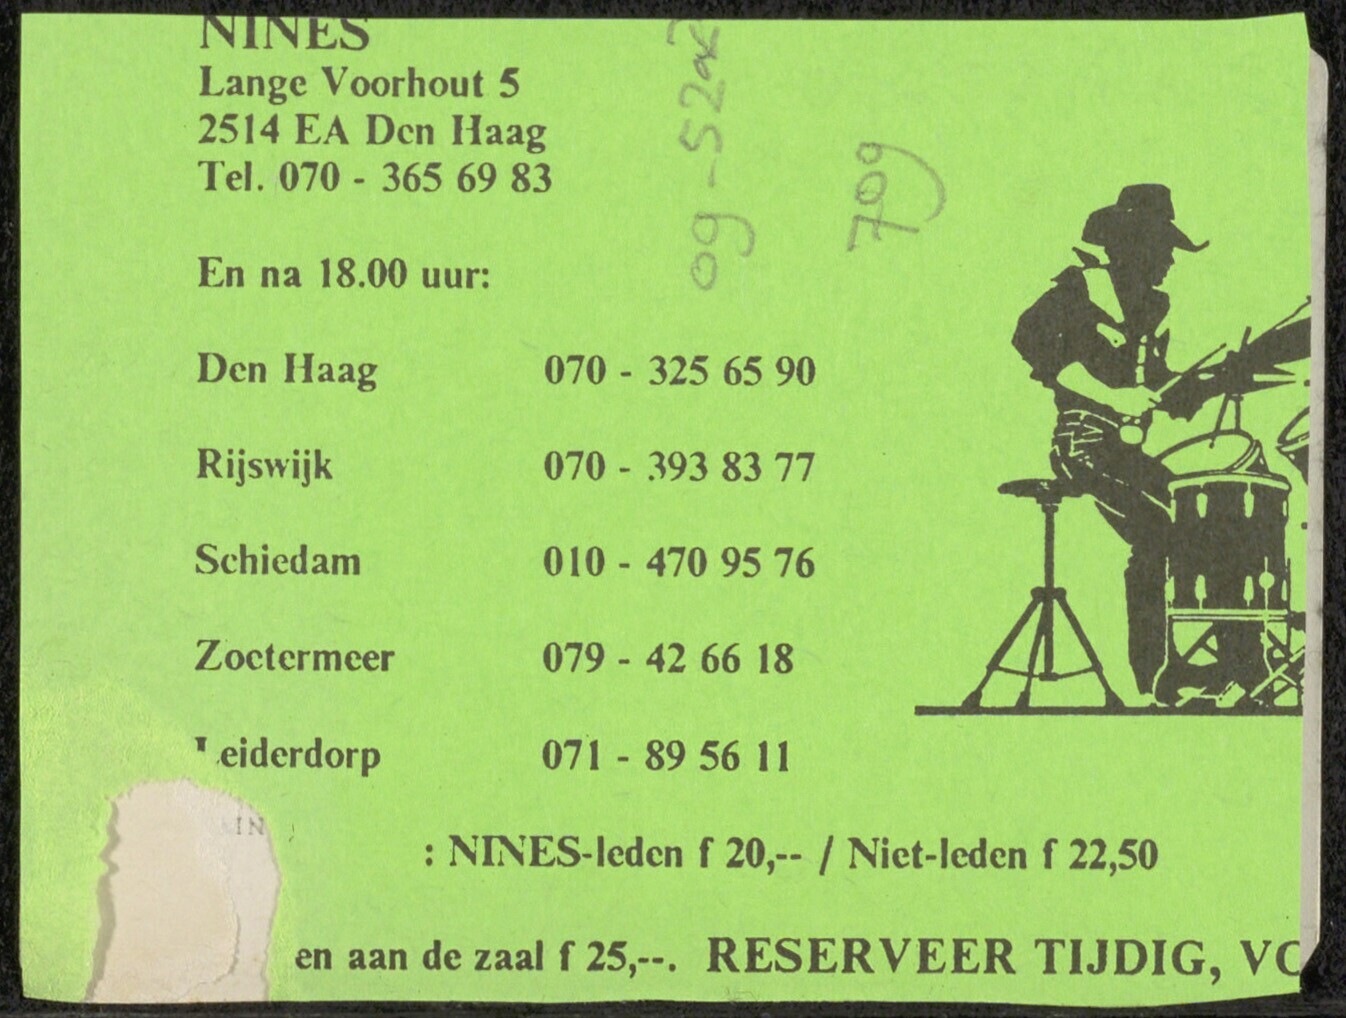 NINES
Lange Voorhout 5
2514 EA Den Haag
Tel. 070 - 365 69 83
En na 18.00 uur:
Den Haag 070 - 325 65 90
Rijswijk 070 - 393 83 77
Schiedam 010 - 470 95 76
Zoetermeer 079 - 42 66 18
Leiderdorp 071 - 89 56 11
: NINES-leden f 20,-- / Niet-leden f 22,50
en aan de zaal f 25,--. RESERVEER TIJDIG,
709